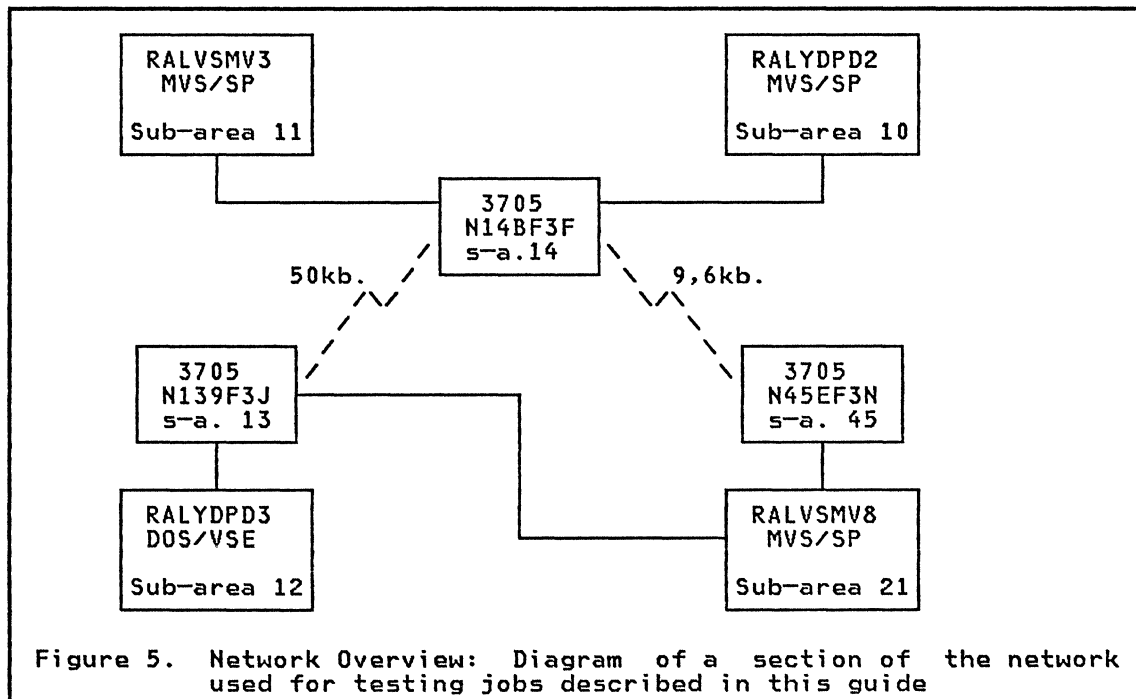 RALVSMV3
MVS/SP
Sub-area 11
RALYDPD2
MVS/SP
Sub-area 10
3705
N14BF3F
s-a.14
50kb.
9,6kb.
3705
N139F3J
s-a. 13
3705
N45EF3N
s-a. 45
RALYDPD3
DOS/VSE
Sub-area 12
RALVSMV8
MVS/SP
Sub-area 21
Figure 5. Network Overview: Diagram of a section of the network
used for testing jobs described in this guide